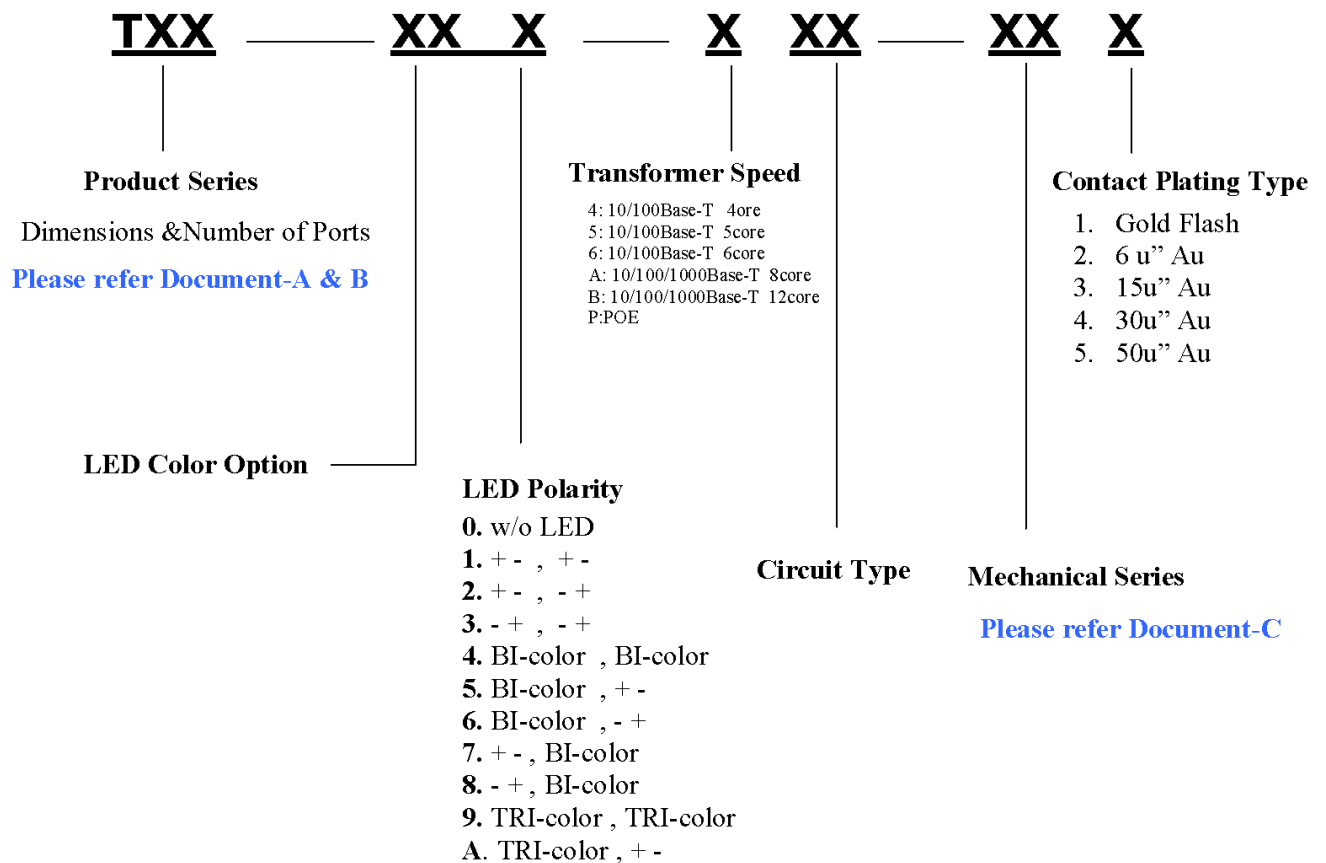 TXX XX X X XX XX X
Product Series
Dimensions &Number of Ports
Please refer Document-A & B
Transformer Speed
4: 10/100Base-T 4ore
5: 10/100Base-T 5core
6: 10/100Base-T 6core
A: 10/100/1000Base-T 8core
B: 10/100/1000Base-T 12core
P:POE
Contact Plating Type
1. Gold Flash
2. 6 u” Au
3. 15u” Au
4. 30u” Au
5. 50u” Au
LED Color Option
LED Polarity
0. w/o LED
1. + - , + -
2. + - , - +
3. - + , - +
4. BI-color , BI-color
5. BI-color , + -
6. BI-color , - +
7. + - , BI-color
8. - + , BI-color
9. TRI-color , TRI-color
A. TRI-color , + -
Circuit Type
Mechanical Series
Please refer Document-C